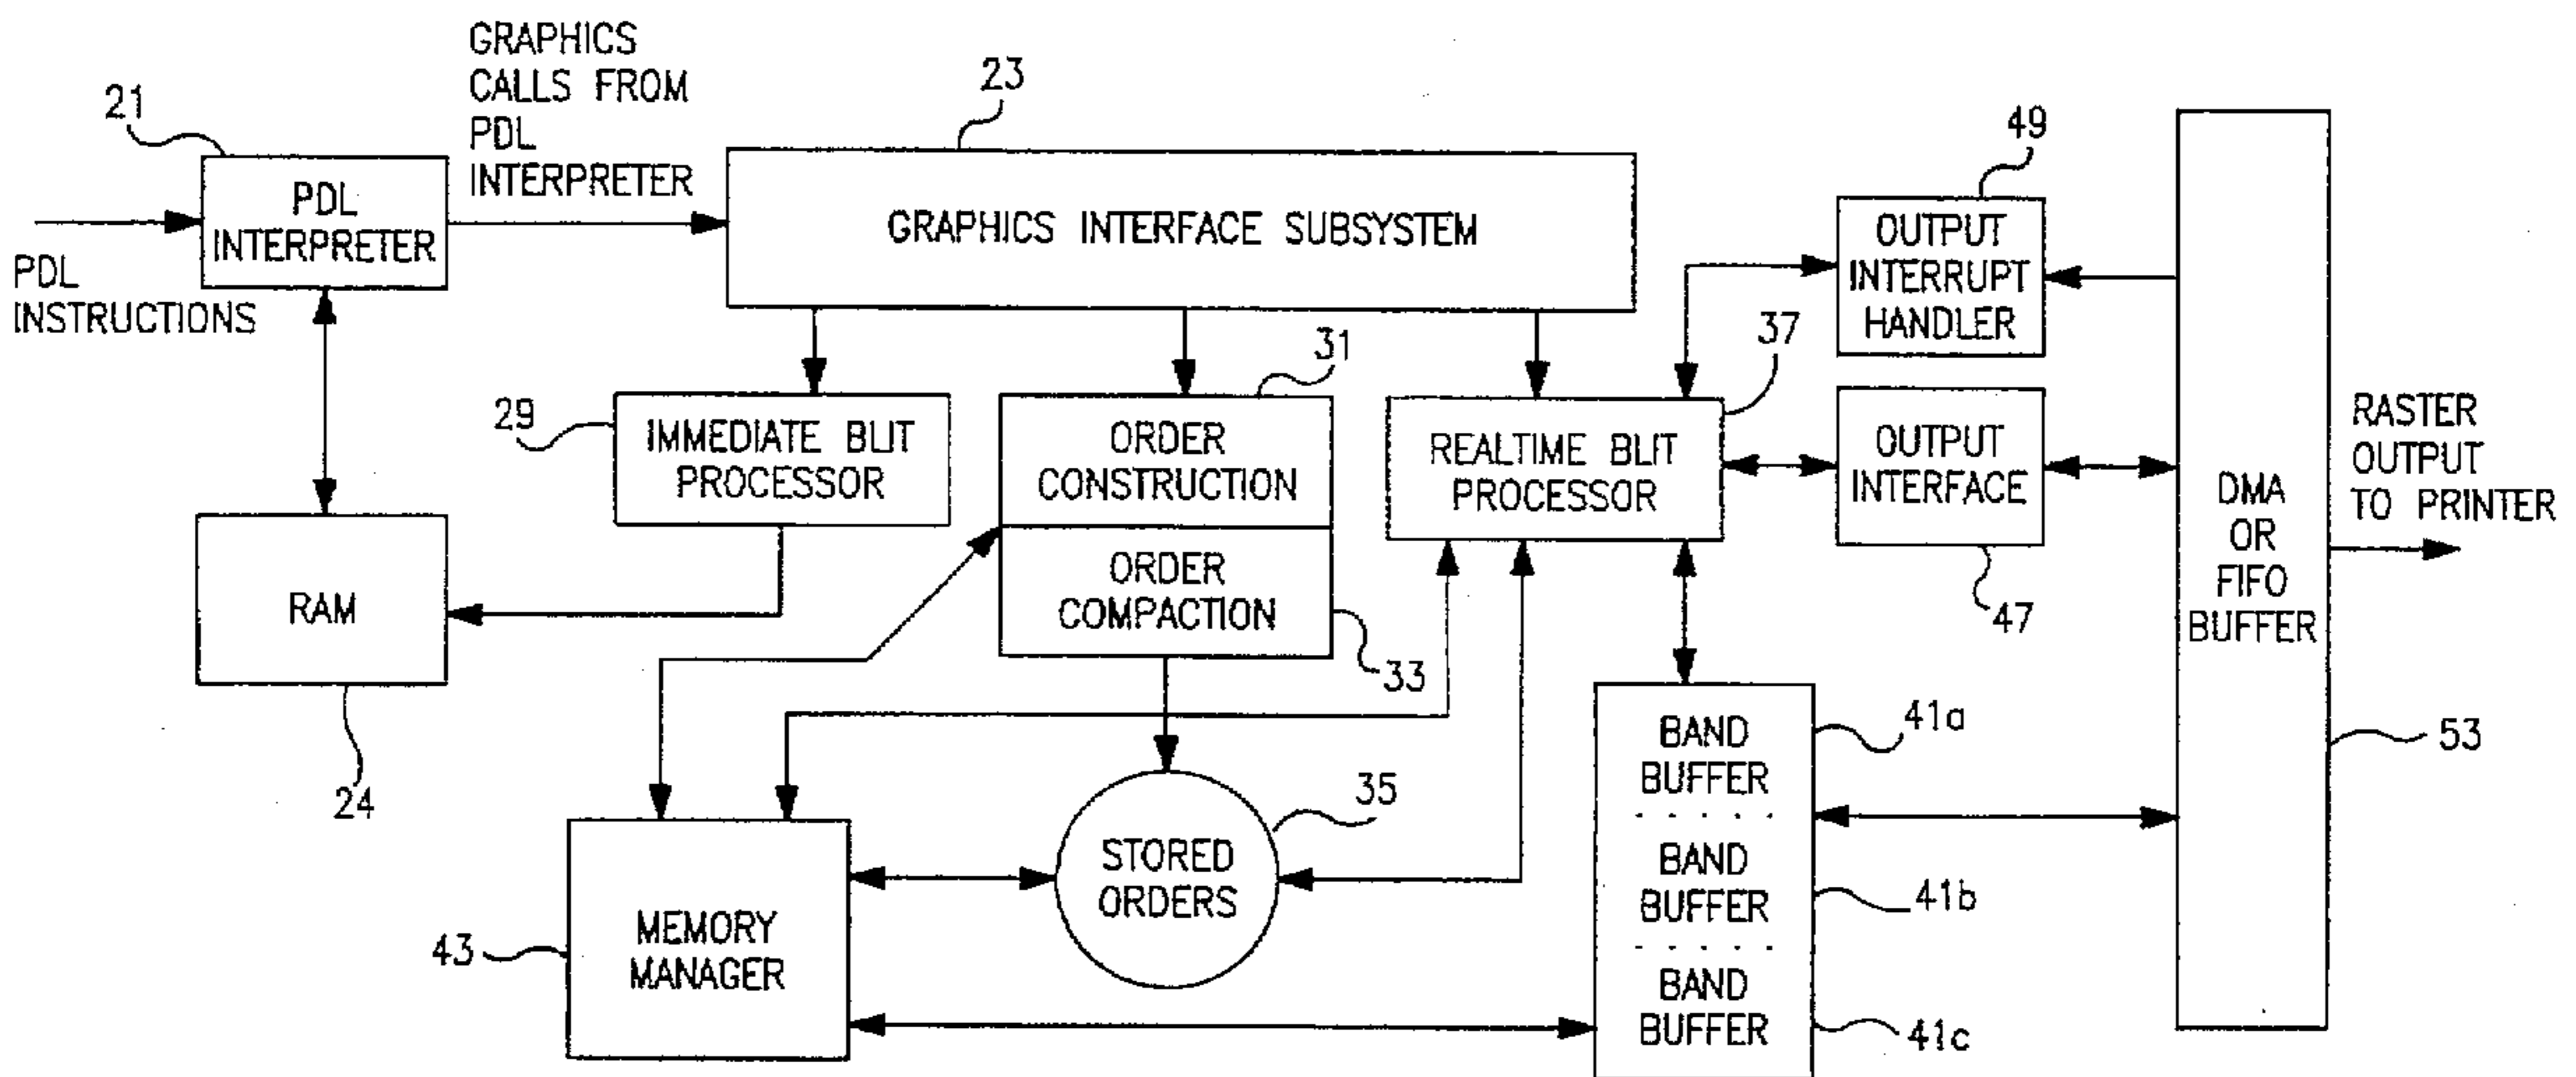 GRAPHICS
CALLS FROM
PDL
INTERPRETER
21
23
49
PDL
INTERPRETER
GRAPHICS INTERFACE SUBSYSTEM
OUTPUT
INTERRUPT
HANDLER
PDL
INSTRUCTIONS
29
IMMEDIATE BLIT
PROCESSOR
31
ORDER
CONSTRUCTION
ORDER
COMPACTION
33
37
REALTIME BLIT
PROCESSOR
OUTPUT
INTERFACE
47
DMA
OR
FIFO
BUFFER
RASTER
OUTPUT
TO PRINTER
RAM
24
43
MEMORY
MANAGER
35
STORED
ORDERS
BAND
BUFFER
41a
BAND
BUFFER
41b
BAND
BUFFER
41c
53